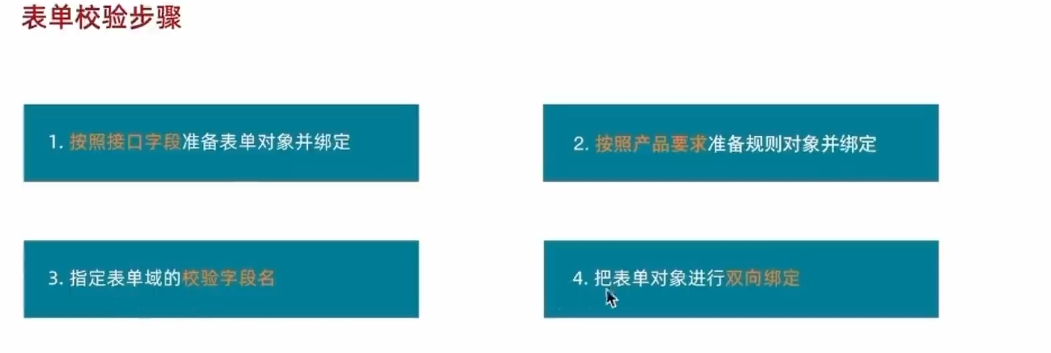 表单校验步骤
1. 按照接口字段准备表单对象并绑定
2. 按照产品要求准备规则对象并绑定
3. 指定表单域的校验字段名
4. 把表单对象进行双向绑定